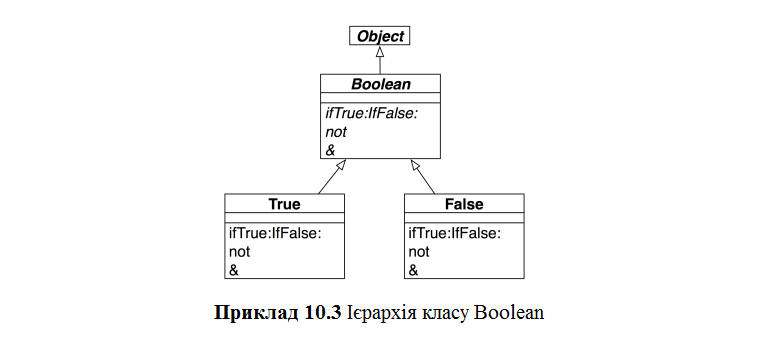 Object
Boolean
ifTrue:IfFalse:
not
&
True
False
ifTrue:IfFalse:
not
&
ifTrue:IfFalse:
not
&
Приклад 10.3 Ієрархія класу Boolean